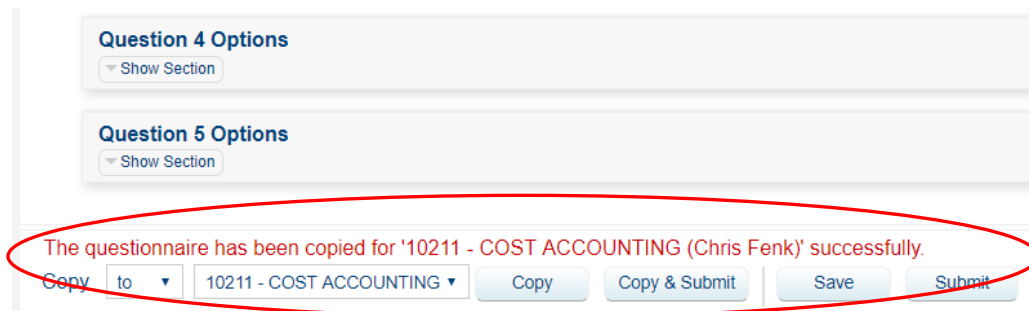 Question 4 Options
Show Section
Question 5 Options
Show Section
The questionnaire has been copied for '10211 - COST ACCOUNTING (Chris Fenk)' successfully.
Copy to 10211 - COST ACCOUNTING Copy Copy & Submit Save Submit